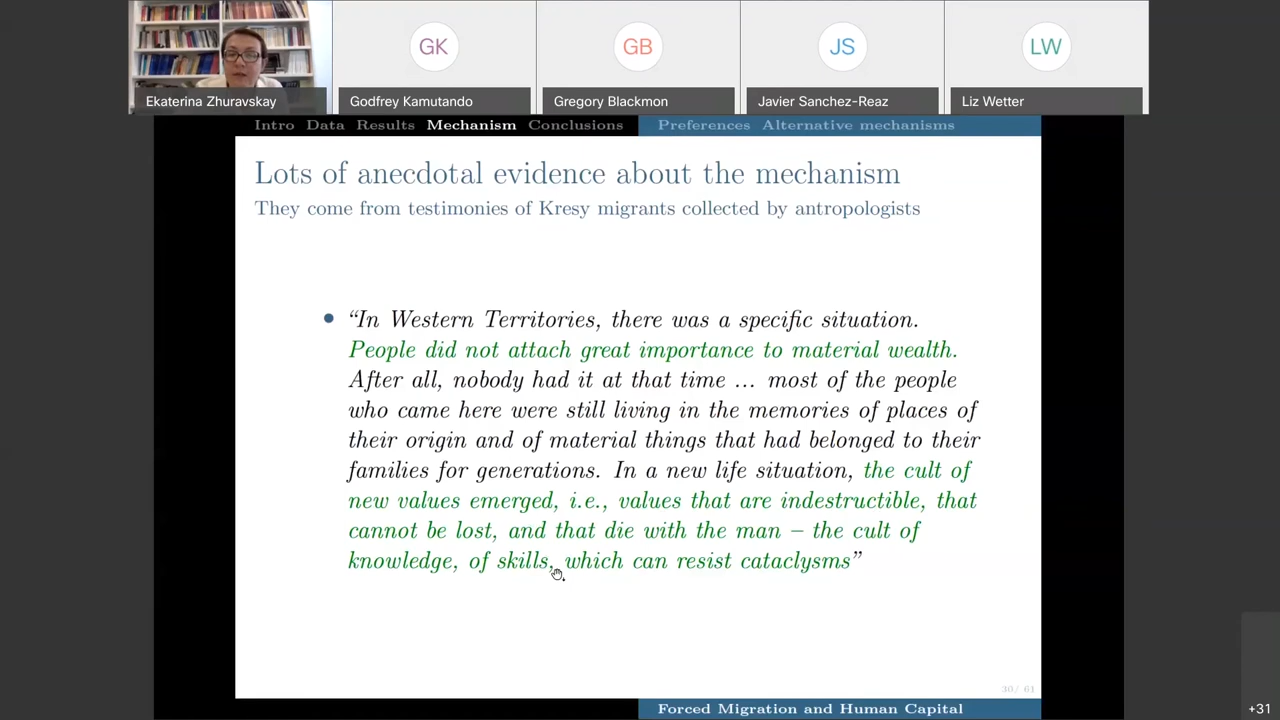 GK
GB
JS
LW
Ekaterina Zhuravskay
Godfrey Kamutando
Gregory Blackmon
Javier Sanchez-Reaz
Liz Wetter
Intro Data Results Mechanism Conclusions
Preferences Alternative mechanisms
Lots of anecdotal evidence about the mechanism
They come from testimonies of Kresy migrants collected by antropologists
• “In Western Territories, there was a specific situation.
People did not attach great importance to material wealth.
After all, nobody had it at that time ... most of the people
who came here were still living in the memories of places of
their origin and of material things that had belonged to their
families for generations. In a new life situation, the cult of
new values emerged, i.e., values that are indestructible, that
cannot be lost, and that die with the man – the cult of
knowledge, of skills, which can resist cataclysms”
30/ 61
Forced Migration and Human Capital
+31